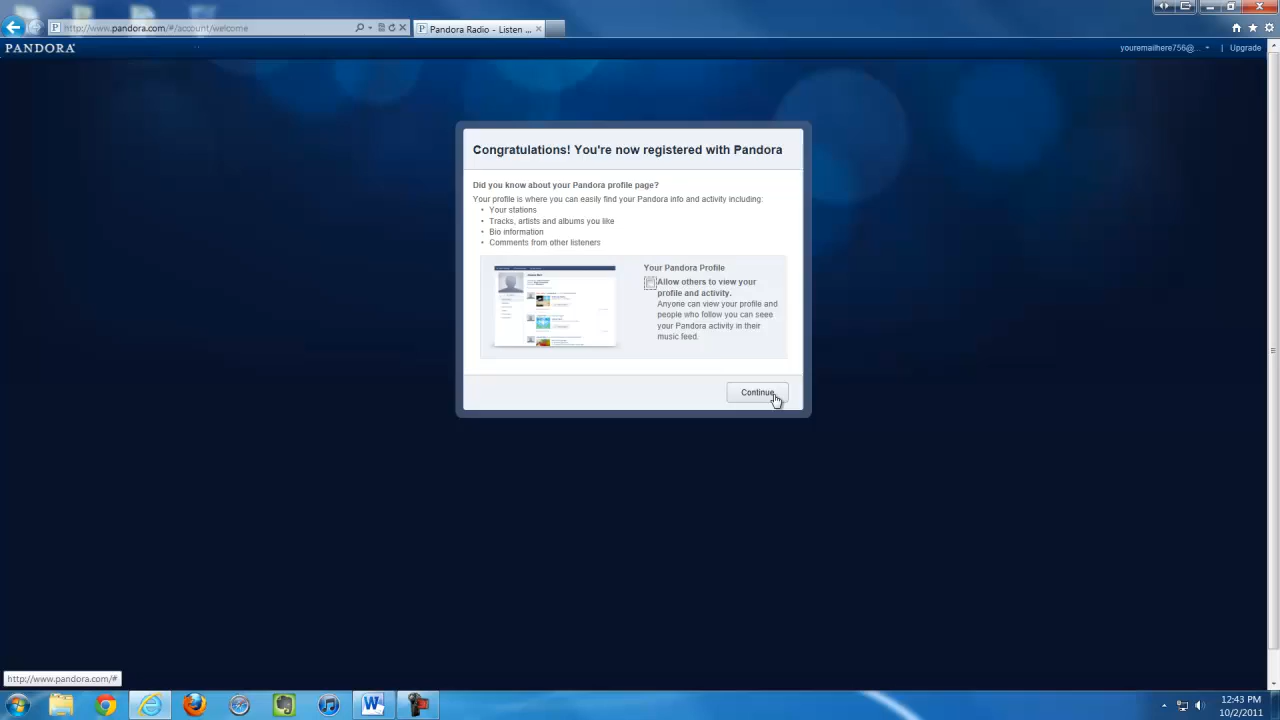 http://www.pandora.com/#/account/welcome
Pandora Radio - Listen ...
PANDORA
youremailhere756@... | Upgrade
Congratulations! You're now registered with Pandora
Did you know about your Pandora profile page?
Your profile is where you can easily find your Pandora info and activity including:
• Your stations
• Tracks, artists and albums you like
• Bio information
• Comments from other listeners
Your Pandora Profile
Allow others to view your
profile and activity.
Anyone can view your profile and
people who follow you can seee
your Pandora activity in their
music feed.
Continue
http://www.pandora.com/#
12:43 PM
10/2/2011